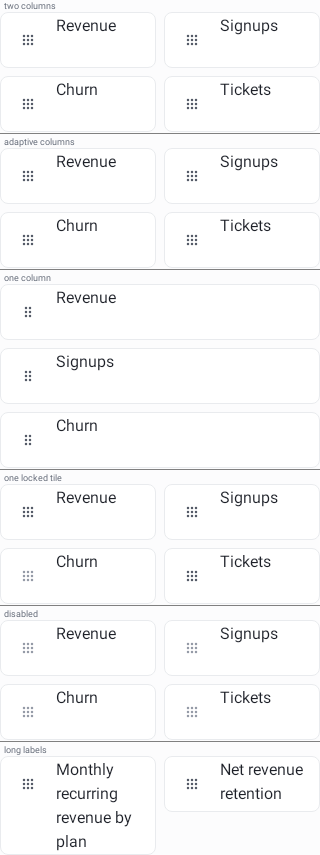 two columns
Revenue
Signups
Churn
Tickets
adaptive columns
Revenue
Signups
Churn
Tickets
one column
Revenue
Signups
Churn
one locked tile
Revenue
Signups
Churn
Tickets
disabled
Revenue
Signups
Churn
Tickets
long labels
Monthly
recurring
revenue by
plan
Net revenue
retention